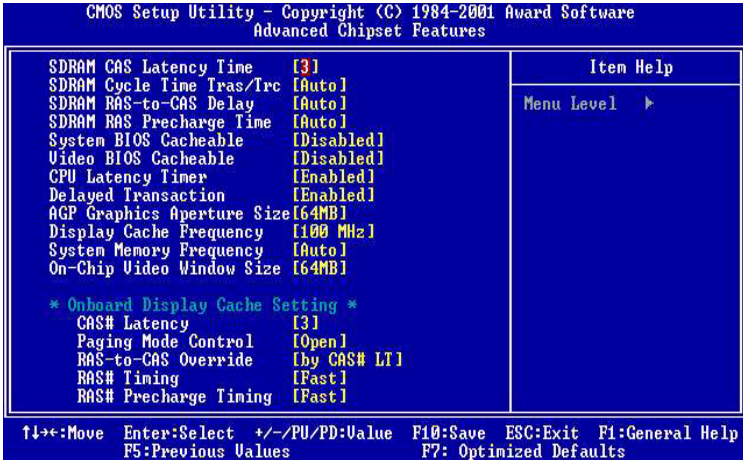 CMOS Setup Utility - Copyright (C) 1984-2001 Award Software
Advanced Chipset Features
SDRAM CAS Latency Time [3]
SDRAM Cycle Time Tras/Trc [Auto]
SDRAM RAS-to-CAS Delay [Auto]
SDRAM RAS Precharge Time [Auto]
System BIOS Cacheable [Disabled]
Video BIOS Cacheable [Disabled]
CPU Latency Timer [Enabled]
Delayed Transaction [Enabled]
AGP Graphics Aperture Size[64MB]
Display Cache Frequency [100 MHz]
System Memory Frequency [Auto]
On-Chip Video Window Size [64MB]
* Onboard Display Cache Setting *
CAS# Latency [3]
Paging Mode Control [Open]
RAS-to-CAS Override [by CAS# LT]
RAS# Timing [Fast]
RAS# Precharge Timing [Fast]
Item Help
Menu Level ▶
↑↓→←:Move Enter:Select +/-/PU/PD:Value F10:Save ESC:Exit F1:General Help
F5:Previous Values F7: Optimized Defaults